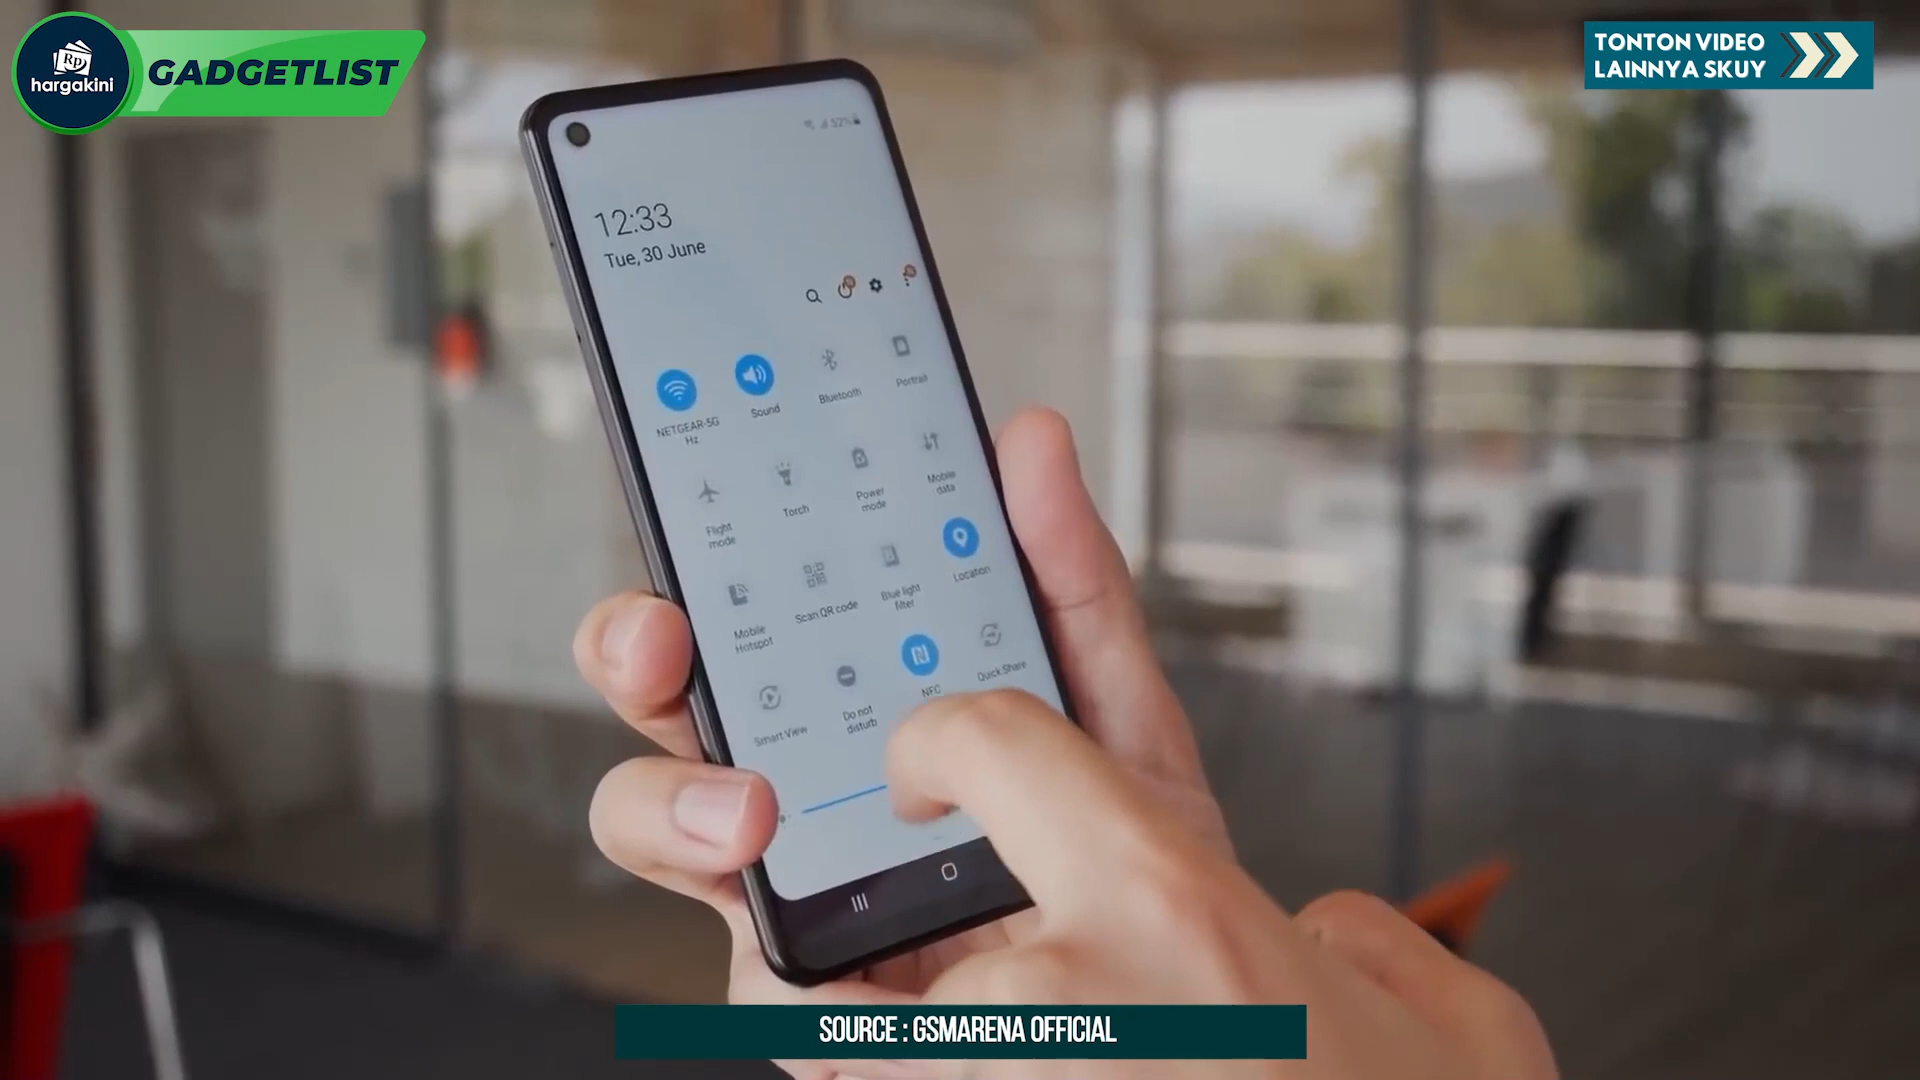 Rp
hargakini
GADGETLIST
TONTON VIDEO
LAINNYA SKUY
52%
12:33
Tue, 30 June
NETGEAR-5G
Hz
Sound
Bluetooth
Portrait
Flight
mode
Torch
Power
mode
Mobile
data
Mobile
Hotspot
Scan QR code
Blue light
filter
Location
Smart View
Do not
disturb
NFC
Quick Share
SOURCE : GSMARENA OFFICIAL